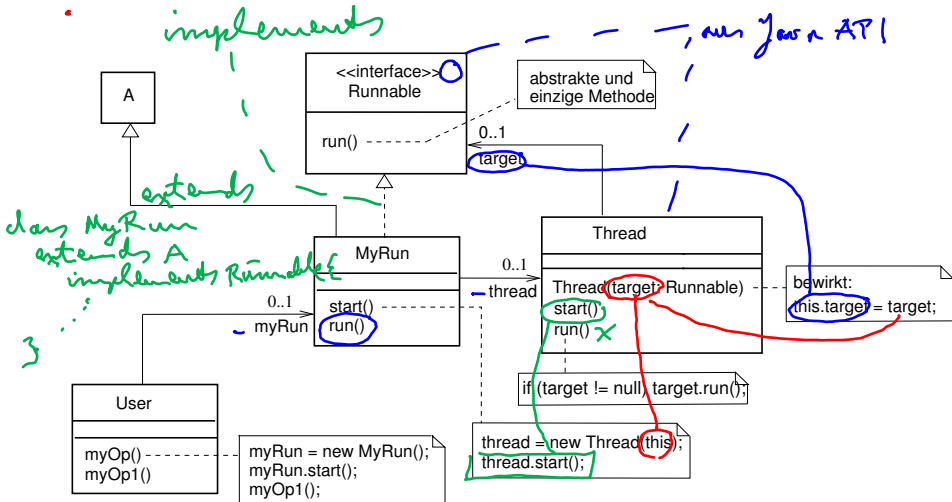 implements
aus Java API
<<interface>>
Runnable
abstrakte und
einzige Methode
A
run()
0..1
target
extends
class MyRun
extends A
implements Runnable {
}
MyRun
0..1
thread
Thread
start()
run()
Thread(target: Runnable)
start()
run() x
bewirkt:
this.target = target;
0..1
myRun
if (target != null) target.run();
User
myOp()
myOp1()
myRun = new MyRun();
myRun.start();
myOp1();
thread = new Thread(this);
thread.start();